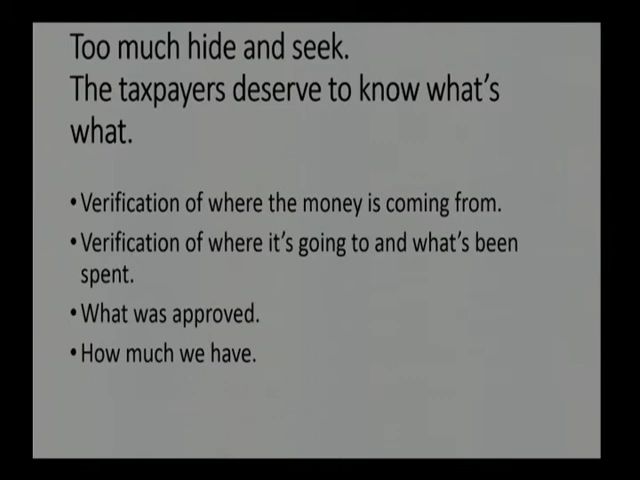 Too much hide and seek.
The taxpayers deserve to know what's
what.
• Verification of where the money is coming from.
• Verification of where it's going to and what's been
spent.
• What was approved.
• How much we have.